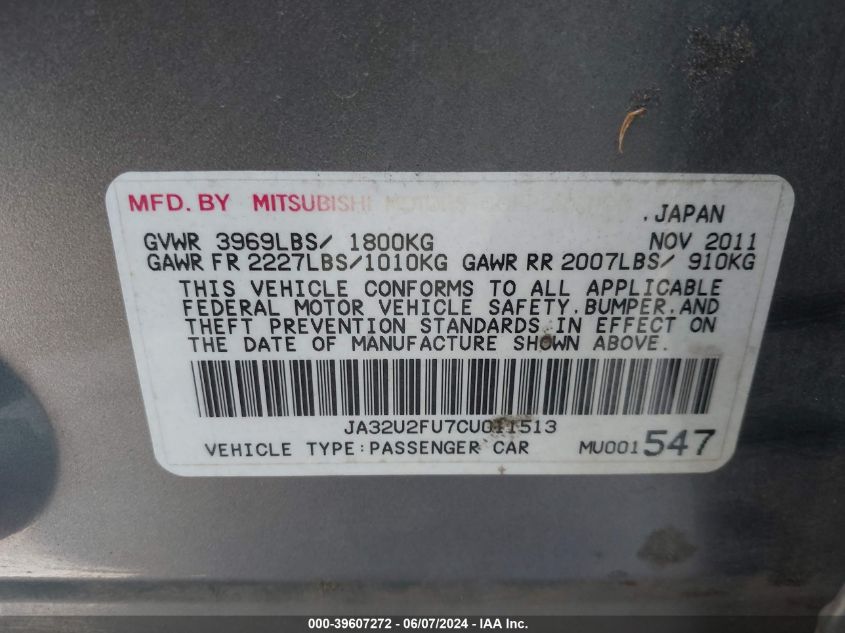 MFD. BY MITSUBISHI MOTORS
.JAPAN
GVWR 3969LBS/ 1800KG NOV 2011
GAWR FR 2227LBS/1010KG GAWR RR 2007LBS/ 910KG
THIS VEHICLE CONFORMS TO ALL APPLICABLE
FEDERAL MOTOR VEHICLE SAFETY,BUMPER,AND
THEFT PREVENTION STANDARDS IN EFFECT ON
THE DATE OF MANUFACTURE SHOWN ABOVE.
JA32U2FU7CU011513
VEHICLE TYPE:PASSENGER CAR MU001547
000-39607272 - 06/07/2024 - IAA Inc.